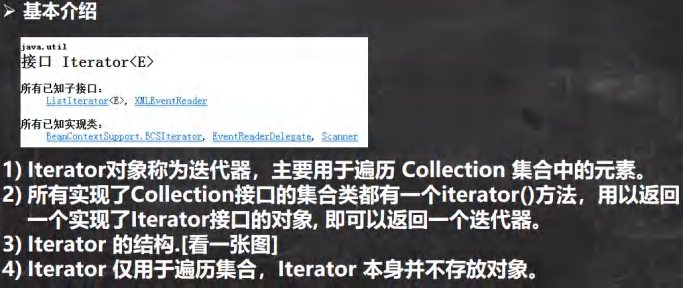 ➢ 基本介绍
java.util
接口 Iterator<E>
所有已知子接口：
ListIterator<E>, XMLEventReader
所有已知实现类：
BeanContextSupport.BCSIterator, EventReaderDelegate, Scanner
1) Iterator对象称为迭代器，主要用于遍历 Collection 集合中的元素。
2) 所有实现了Collection接口的集合类都有一个iterator()方法，用以返回
一个实现了Iterator接口的对象, 即可以返回一个迭代器。
3) Iterator 的结构.[看一张图]
4) Iterator 仅用于遍历集合，Iterator 本身并不存放对象。